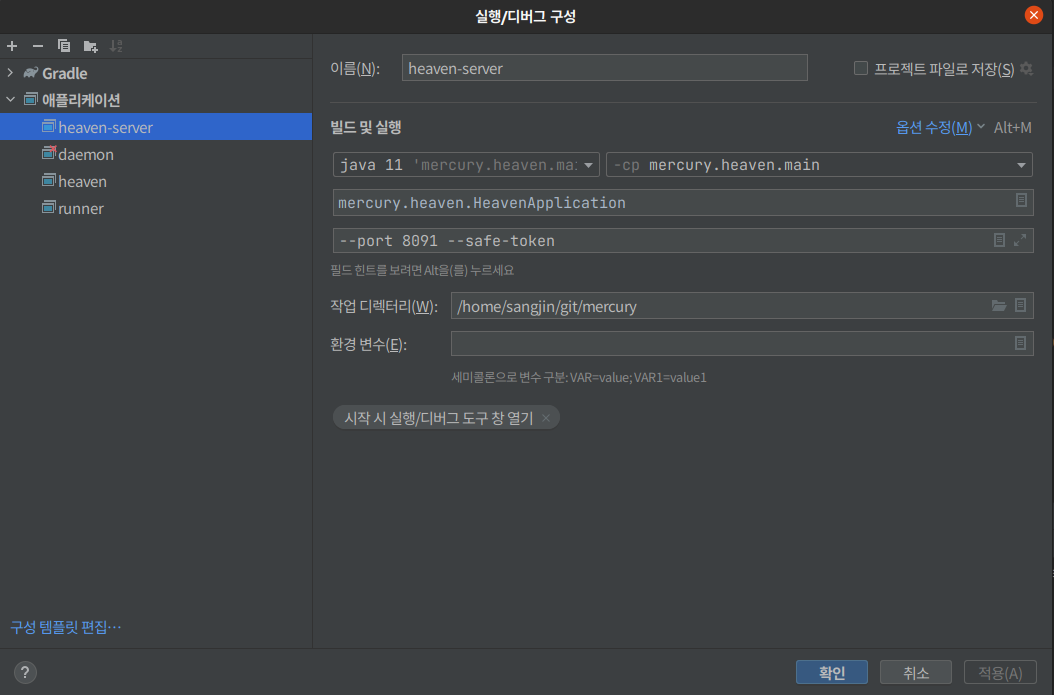 실행/디버그 구성
Gradle
애플리케이션
heaven-server
daemon
heaven
runner
구성 템플릿 편집...
이름(N):
heaven-server
프로젝트 파일로 저장(S)
빌드 및 실행
옵션 수정(M)
Alt+M
java 11 'mercury.heaven.ma
-cp mercury.heaven.main
mercury.heaven.HeavenApplication
--port 8091 --safe-token
필드 힌트를 보려면 Alt을(를) 누르세요
작업 디렉터리(W):
/home/sangjin/git/mercury
환경 변수(E):
세미콜론으로 변수 구분: VAR=value; VAR1=value1
시작 시 실행/디버그 도구 창 열기
?
확인
취소
적용(A)